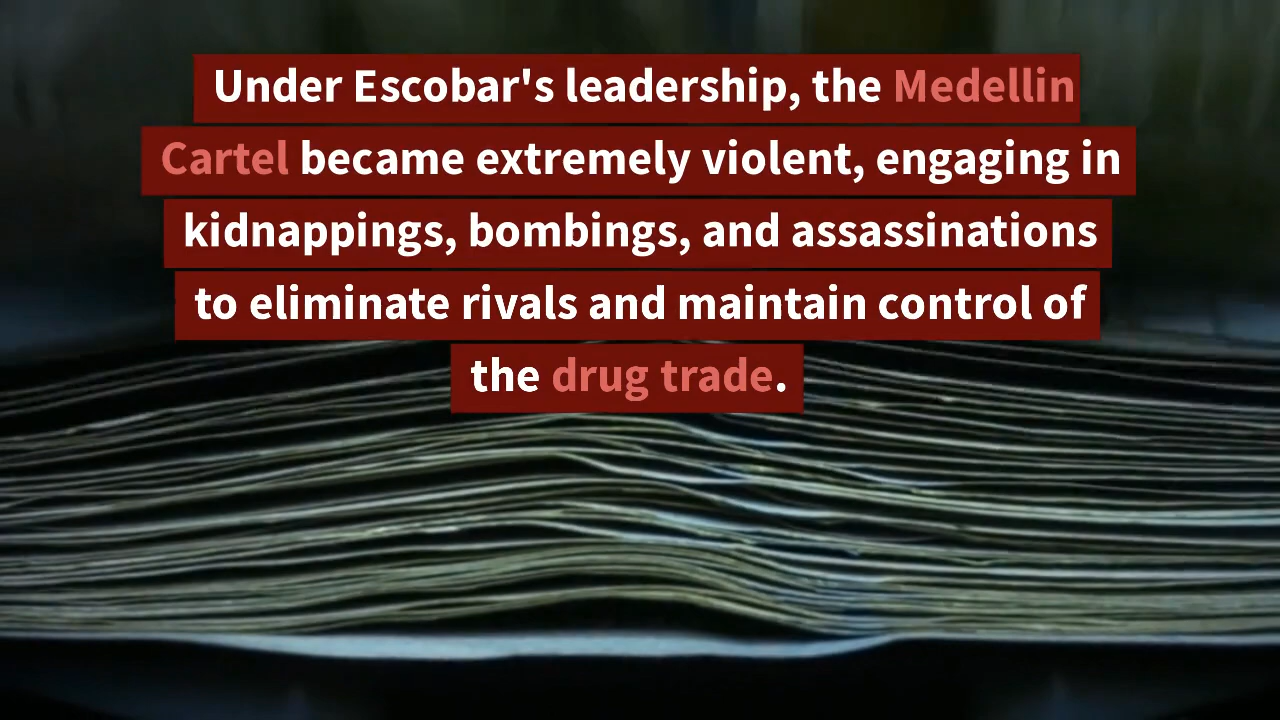 Under Escobar's leadership, the Medellin
Cartel became extremely violent, engaging in
kidnappings, bombings, and assassinations
to eliminate rivals and maintain control of
the drug trade.